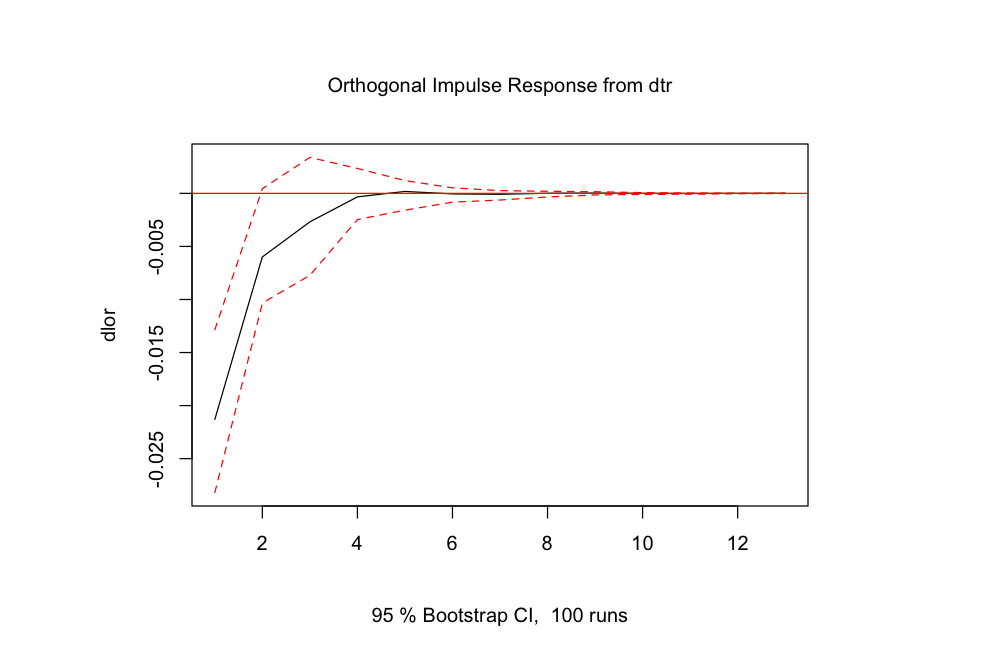 Orthogonal Impulse Response from dtr
dlor
-0.005
-0.015
-0.025
2 4 6 8 10 12
95 % Bootstrap CI,  100 runs